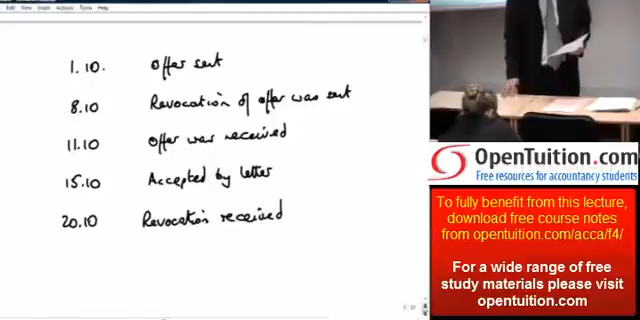 1.10. Offer sent
8.10 Revocation of offer was sent
11.10 Offer was received
15.10 Accepted by letter
20.10 Revocation received
OpenTuition.com
Free resources for accountancy students
To fully benefit from this lecture,
download free course notes
from opentuition.com/acca/f4/
For a wide range of free
study materials please visit
opentuition.com